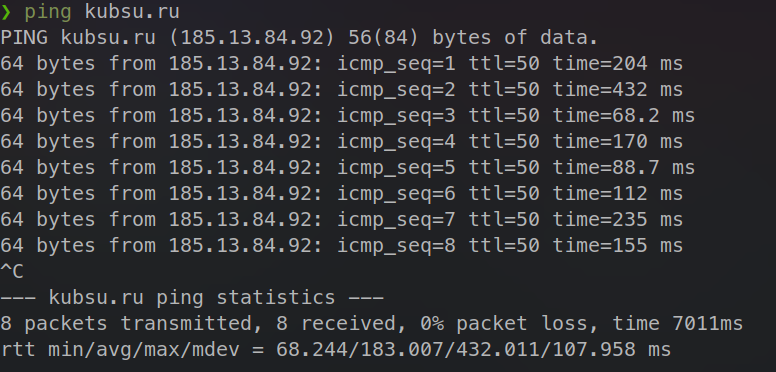 ❯ ping kubsu.ru
PING kubsu.ru (185.13.84.92) 56(84) bytes of data.
64 bytes from 185.13.84.92: icmp_seq=1 ttl=50 time=204 ms
64 bytes from 185.13.84.92: icmp_seq=2 ttl=50 time=432 ms
64 bytes from 185.13.84.92: icmp_seq=3 ttl=50 time=68.2 ms
64 bytes from 185.13.84.92: icmp_seq=4 ttl=50 time=170 ms
64 bytes from 185.13.84.92: icmp_seq=5 ttl=50 time=88.7 ms
64 bytes from 185.13.84.92: icmp_seq=6 ttl=50 time=112 ms
64 bytes from 185.13.84.92: icmp_seq=7 ttl=50 time=235 ms
64 bytes from 185.13.84.92: icmp_seq=8 ttl=50 time=155 ms
^C
--- kubsu.ru ping statistics ---
8 packets transmitted, 8 received, 0% packet loss, time 7011ms
rtt min/avg/max/mdev = 68.244/183.007/432.011/107.958 ms